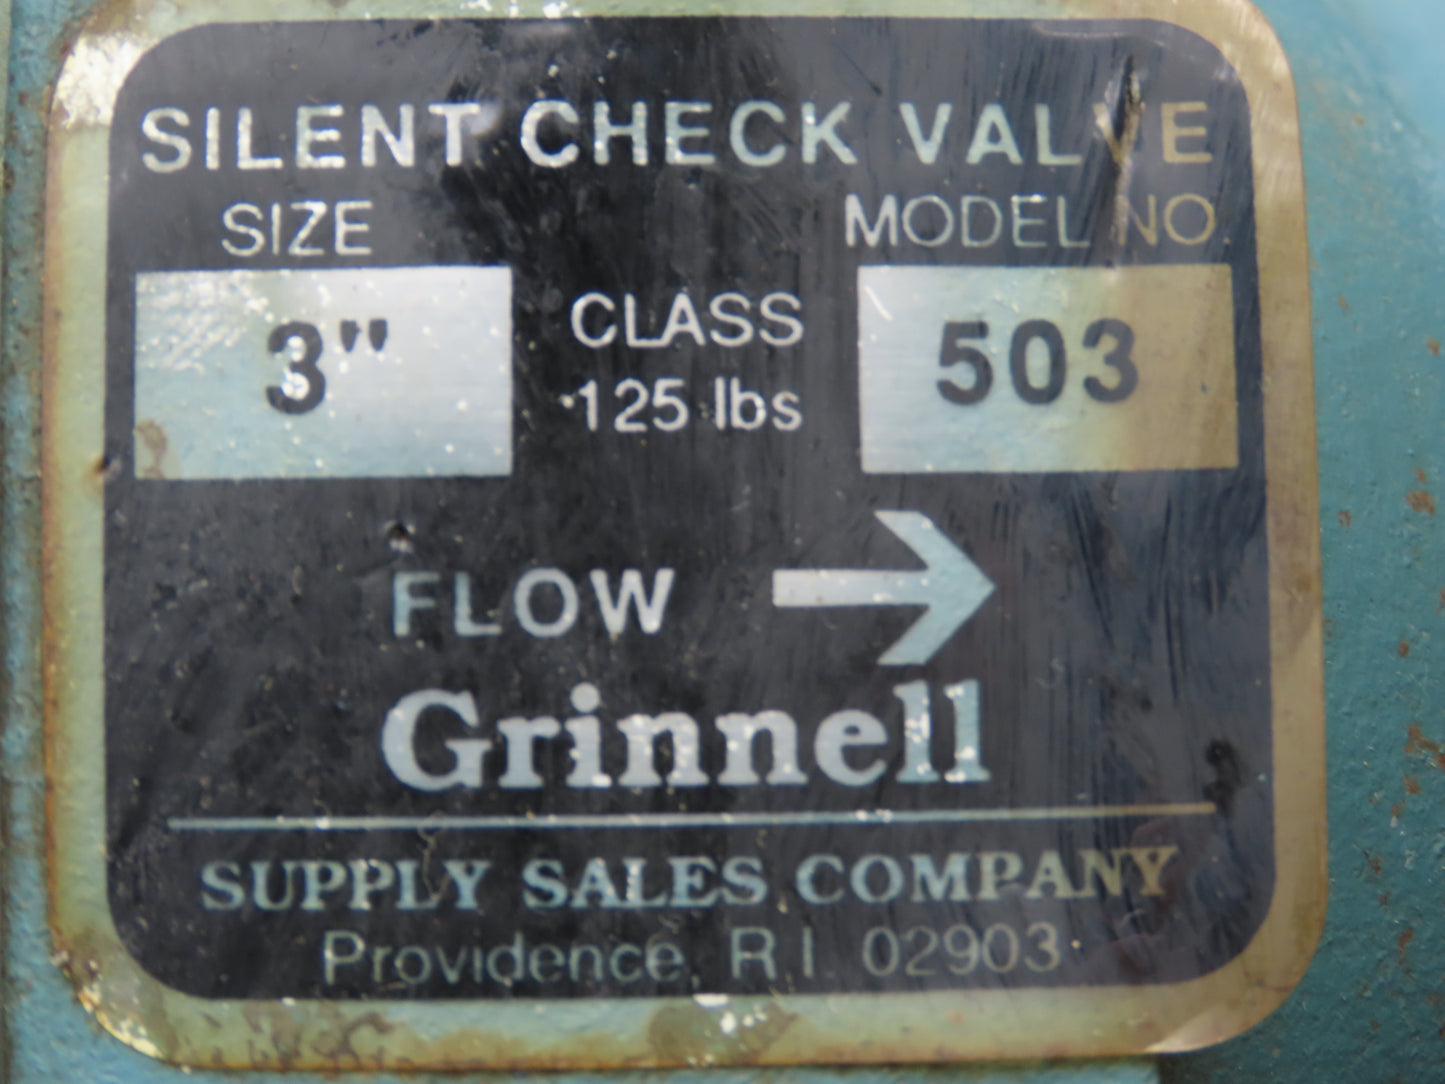 SILENT CHECK VALVE
SIZE MODEL NO.
3" CLASS 503
125 lbs
FLOW →
Grinnell
SUPPLY SALES COMPANY
Providence, R.I. 02903